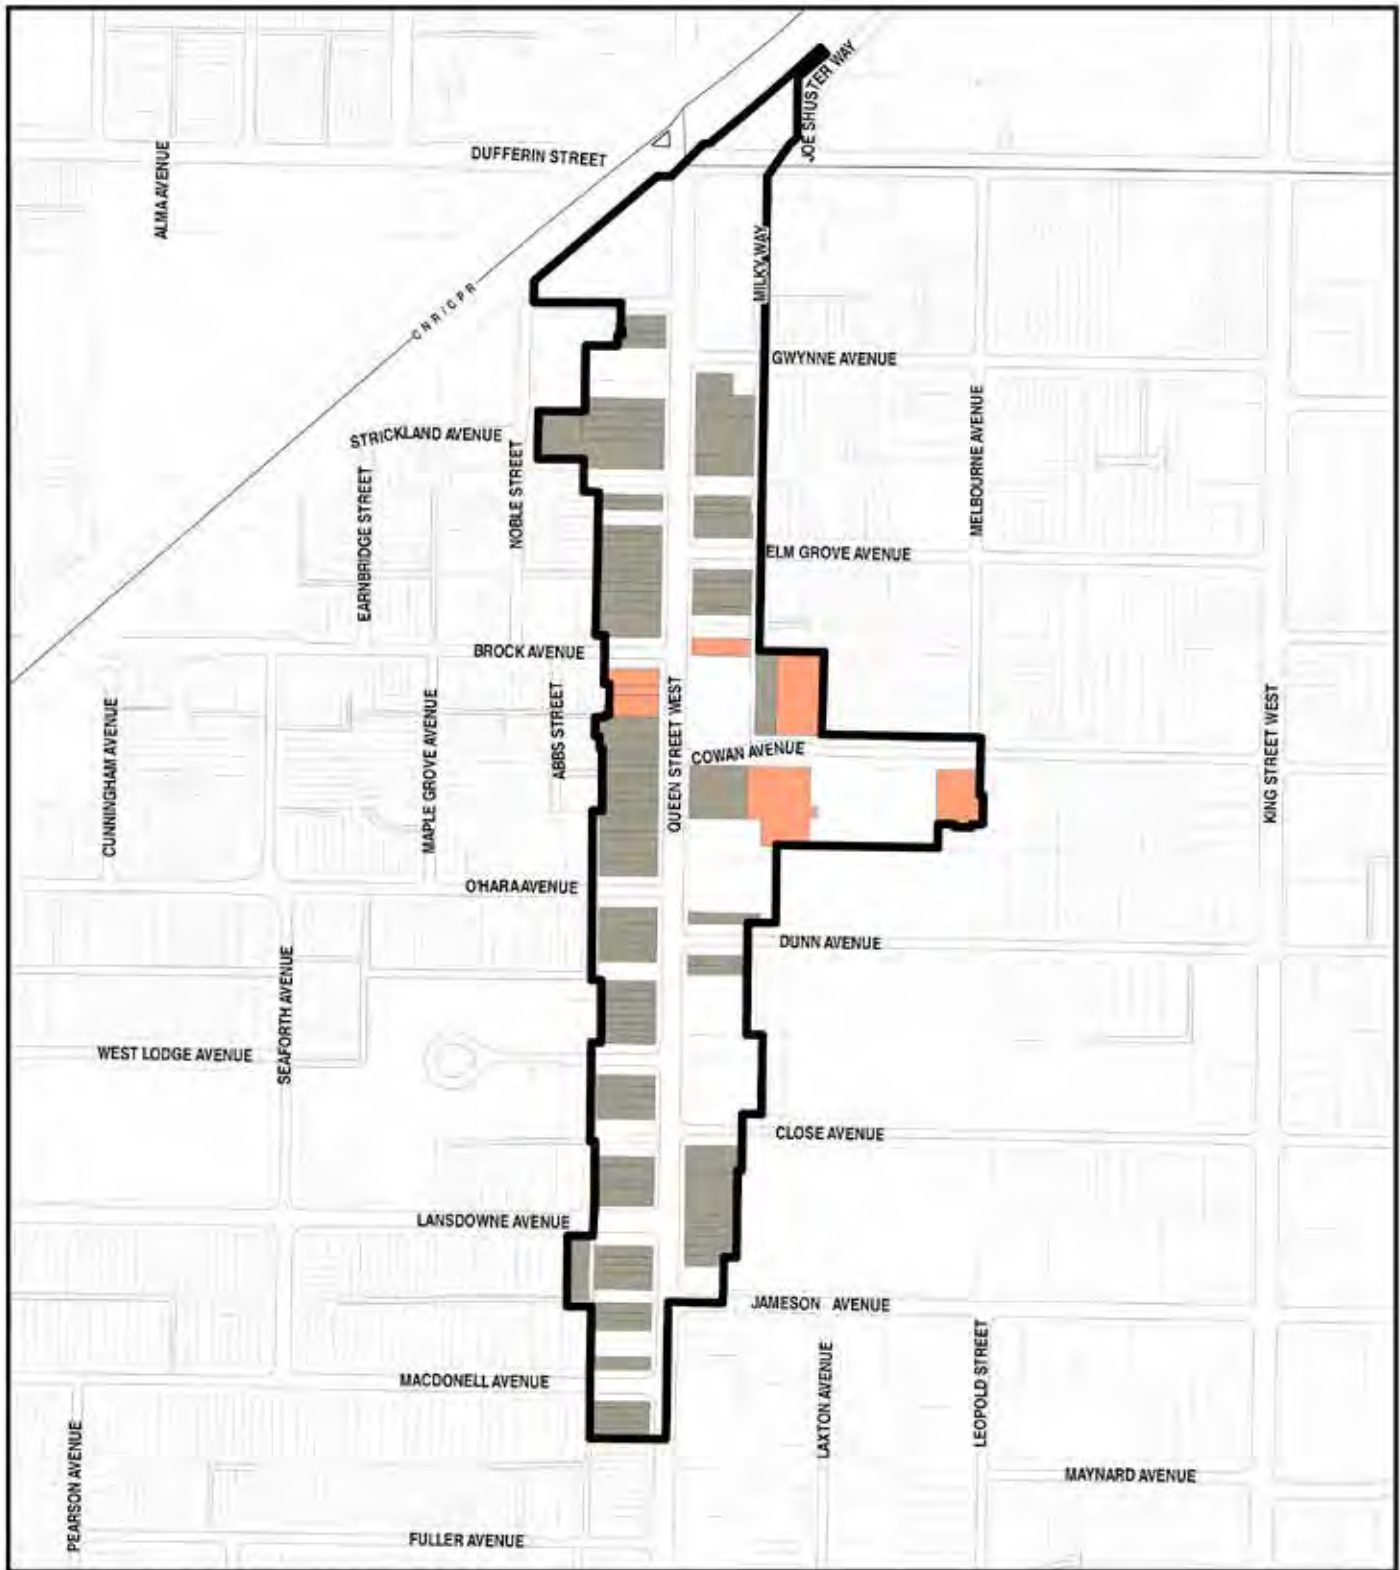 JOE SHUSTER WAY
DUFFERIN STREET
ALMA AVENUE
MILKY WAY
CNR/CPR
GWYNNE AVENUE
STRICKLAND AVENUE
MELBOURNE AVENUE
NOBLE STREET
EARNBRIDGE STREET
ELM GROVE AVENUE
BROCK AVENUE
ABBS STREET
QUEEN STREET WEST
KING STREET WEST
CUNNINGHAM AVENUE
MAPLE GROVE AVENUE
COWAN AVENUE
O'HARA AVENUE
DUNN AVENUE
SEAFORTH AVENUE
WEST LODGE AVENUE
CLOSE AVENUE
LANSDOWNE AVENUE
JAMESON AVENUE
LAXTON AVENUE
LEOPOLD STREET
MACDONELL AVENUE
PEARSON AVENUE
MAYNARD AVENUE
FULLER AVENUE